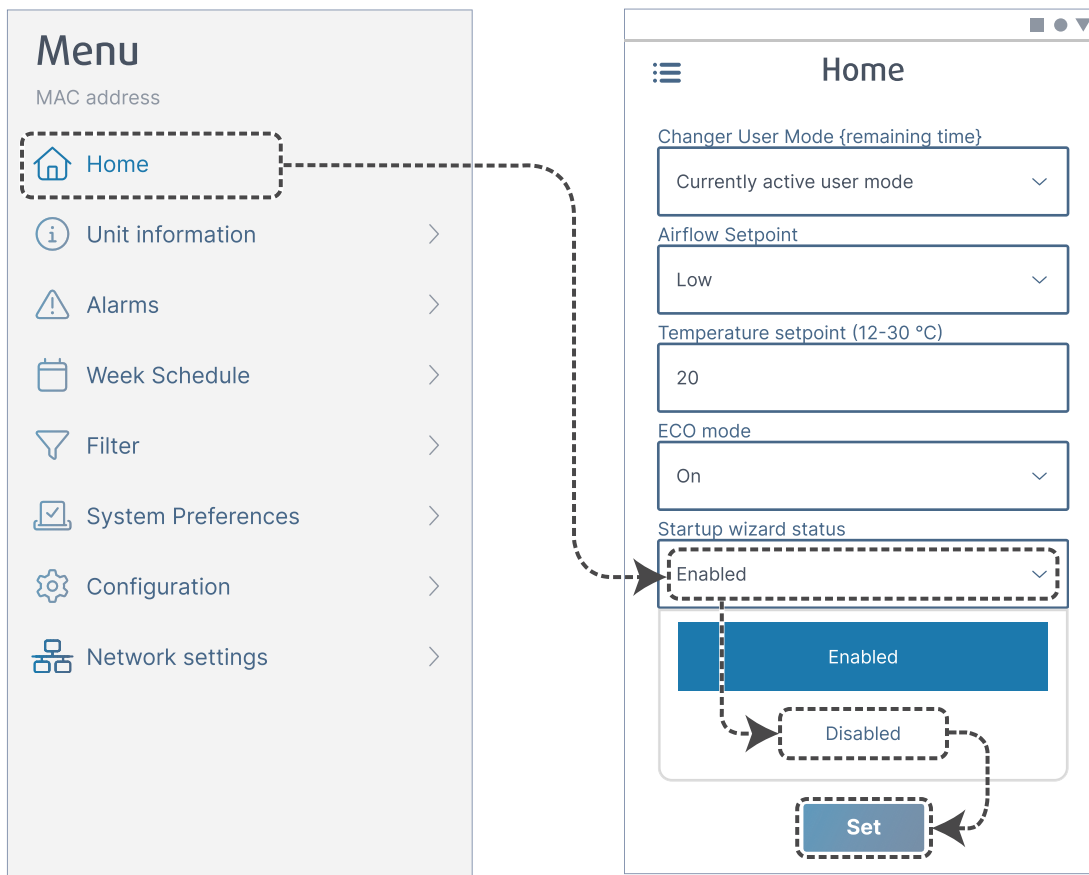 Menu
MAC address
Home
Unit information
Alarms
Week Schedule
Filter
System Preferences
Configuration
Network settings
Home
Changer User Mode {remaining time}
Currently active user mode
Airflow Setpoint
Low
Temperature setpoint (12-30 °C)
20
ECO mode
On
Startup wizard status
Enabled
Enabled
Disabled
Set